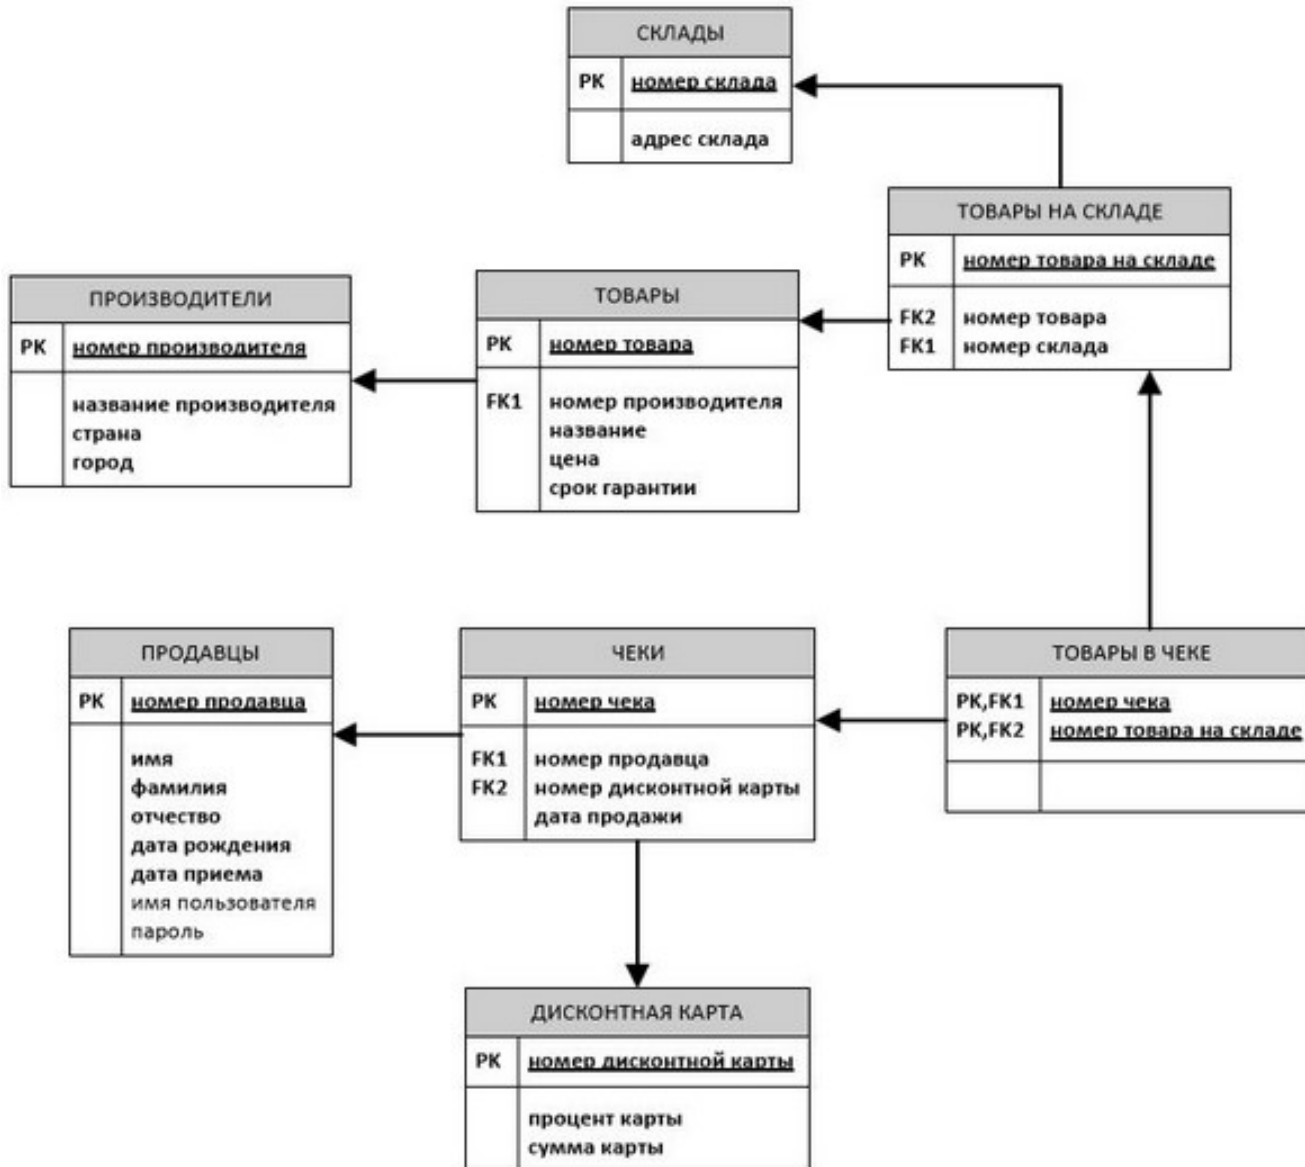 СКЛАДЫ
PK номер склада
адрес склада
ТОВАРЫ НА СКЛАДЕ
PK номер товара на складе
FK2 номер товара
FK1 номер склада
ПРОИЗВОДИТЕЛИ
PK номер производителя
название производителя
страна
город
ТОВАРЫ
PK номер товара
FK1 номер производителя
название
цена
срок гарантии
ПРОДАВЦЫ
PK номер продавца
имя
фамилия
отчество
дата рождения
дата приема
имя пользователя
пароль
ЧЕКИ
PK номер чека
FK1 номер продавца
FK2 номер дисконтной карты
дата продажи
ТОВАРЫ В ЧЕКЕ
PK,FK1 номер чека
PK,FK2 номер товара на складе
ДИСКОНТНАЯ КАРТА
PK номер дисконтной карты
процент карты
сумма карты